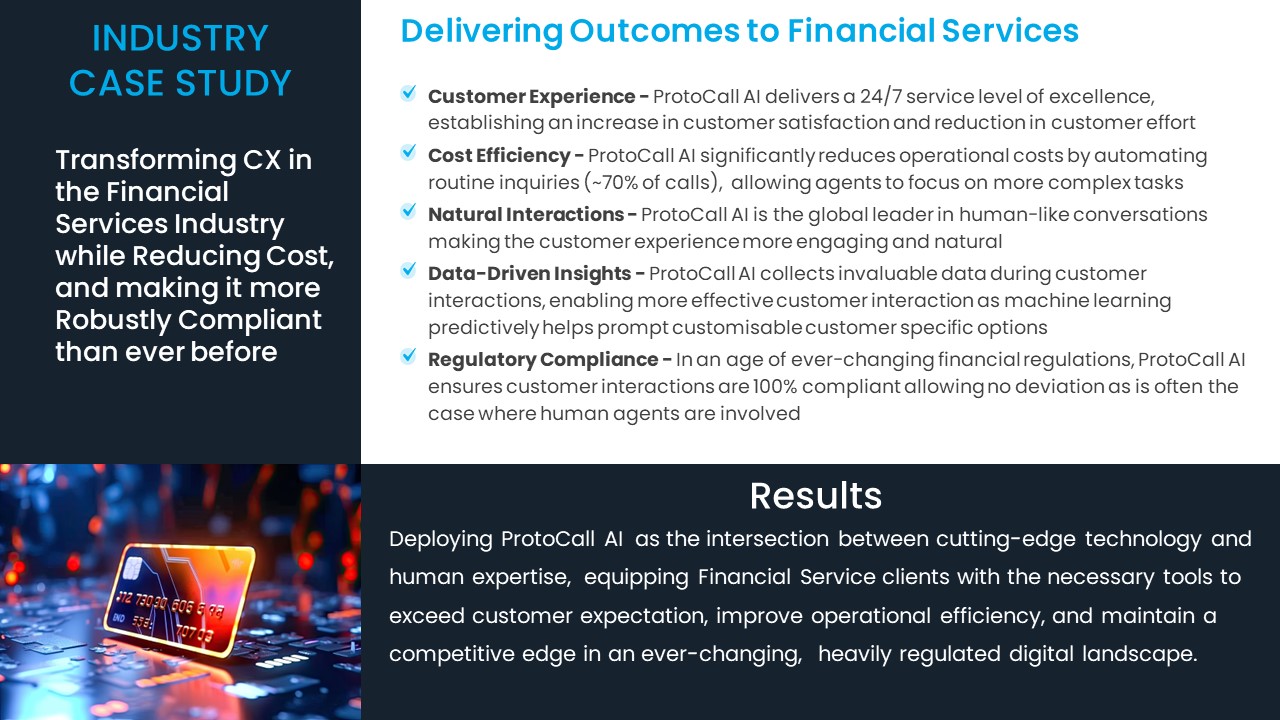 INDUSTRY
CASE STUDY
Transforming CX in
the Financial
Services Industry
while Reducing Cost,
and making it more
Robustly Compliant
than ever before
Delivering Outcomes to Financial Services
Customer Experience - ProtoCall AI delivers a 24/7 service level of excellence,
establishing an increase in customer satisfaction and reduction in customer effort
Cost Efficiency - ProtoCall AI significantly reduces operational costs by automating
routine inquiries (~70% of calls), allowing agents to focus on more complex tasks
Natural Interactions - ProtoCall AI is the global leader in human-like conversations
making the customer experience more engaging and natural
Data-Driven Insights - ProtoCall AI collects invaluable data during customer
interactions, enabling more effective customer interaction as machine learning
predictively helps prompt customisable customer specific options
Regulatory Compliance - In an age of ever-changing financial regulations, ProtoCall AI
ensures customer interactions are 100% compliant allowing no deviation as is often the
case where human agents are involved
Results
Deploying ProtoCall AI as the intersection between cutting-edge technology and
human expertise, equipping Financial Service clients with the necessary tools to
exceed customer expectation, improve operational efficiency, and maintain a
competitive edge in an ever-changing, heavily regulated digital landscape.